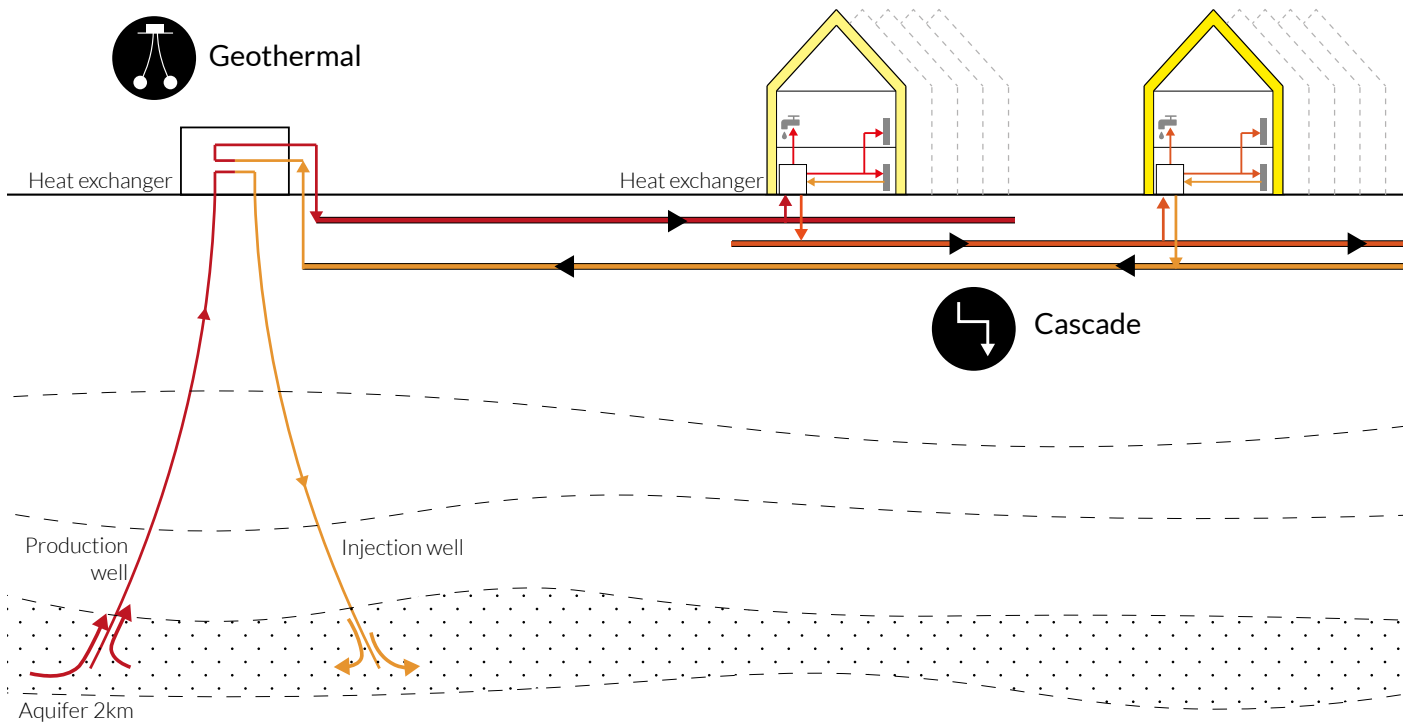 Geothermal
Heat exchanger
Heat exchanger
Cascade
Production
well
Injection well
Aquifer 2km